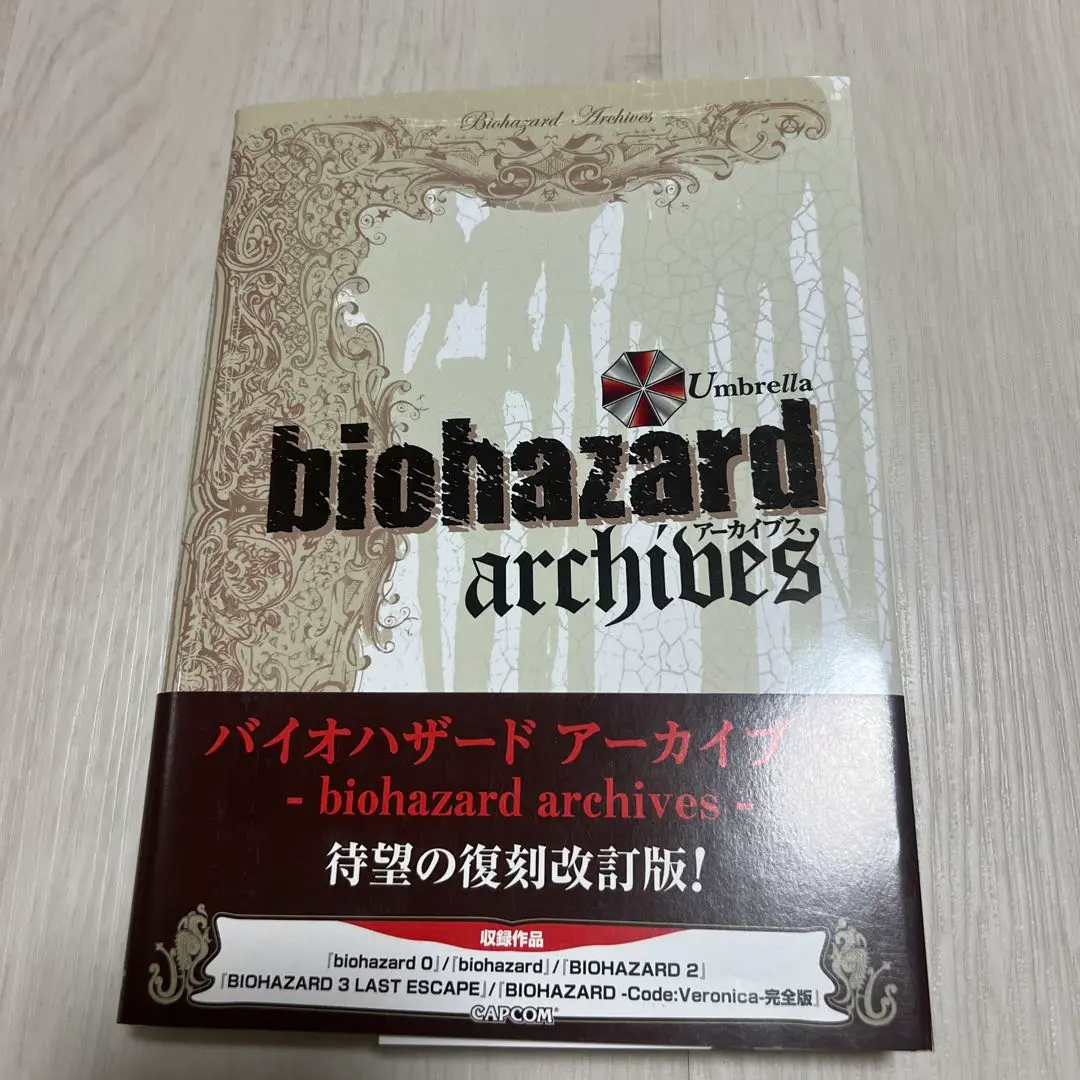 Biohazard Archives
Umbrella
biohazard
アーカイブス
archives
バイオハザード アーカイブス
- biohazard archives -
待望の復刻改訂版!
収録作品
『biohazard 0』/『biohazard』/『BIOHAZARD 2』
『BIOHAZARD 3 LAST ESCAPE』/『BIOHAZARD -Code:Veronica-完全版』
CAPCOM®